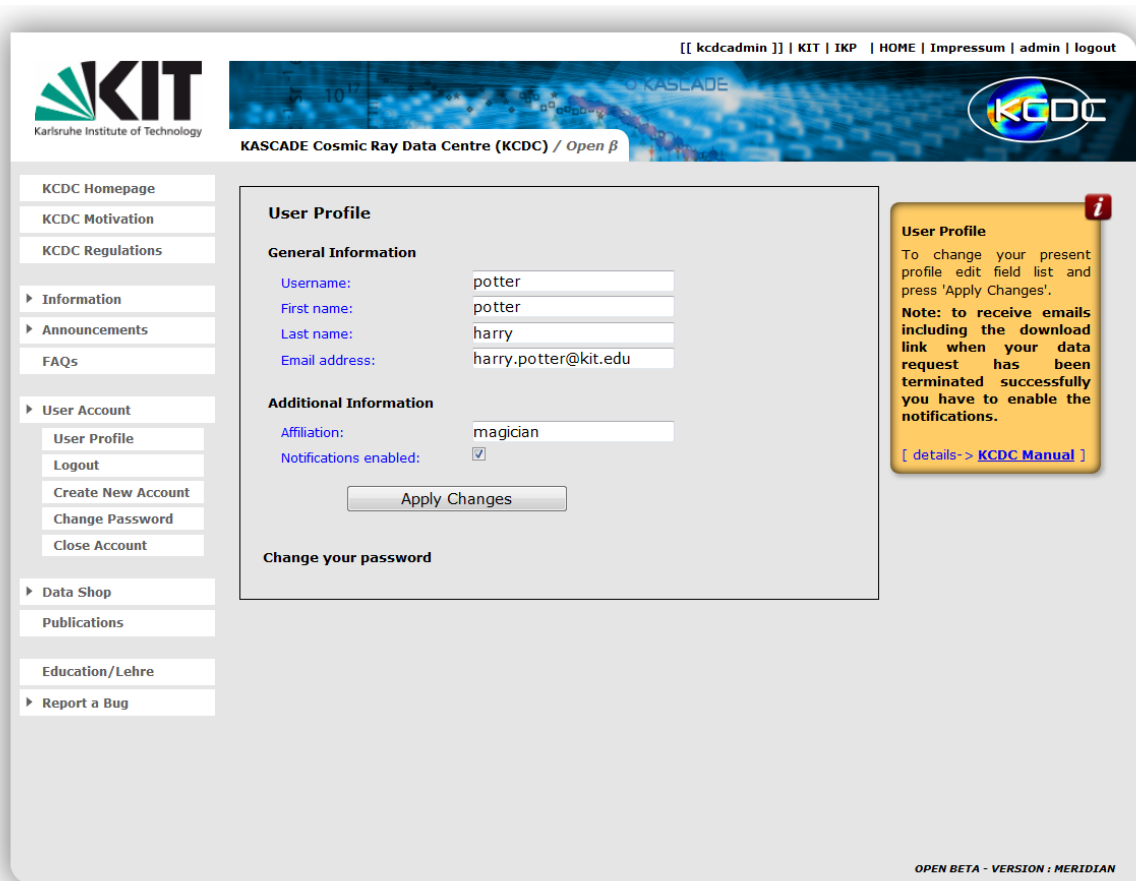 [[ kcdcadmin ]] | KIT | IKP | HOME | Impressum | admin | logout
KIT
Karlsruhe Institute of Technology
10¹⁷
KASCADE
KCDC
KASCADE Cosmic Ray Data Centre (KCDC) / Open β
KCDC Homepage
KCDC Motivation
KCDC Regulations
Information
Announcements
FAQs
User Account
User Profile
Logout
Create New Account
Change Password
Close Account
Data Shop
Publications
Education/Lehre
Report a Bug
User Profile
General Information
Username: potter
First name: potter
Last name: harry
Email address: harry.potter@kit.edu
Additional Information
Affiliation: magician
Notifications enabled:
Apply Changes
Change your password
i
User Profile
To change your present
profile edit field list and
press 'Apply Changes'.
Note: to receive emails
including the download
link when your data
request has been
terminated successfully
you have to enable the
notifications.
[ details-> KCDC Manual ]
OPEN BETA - VERSION : MERIDIAN